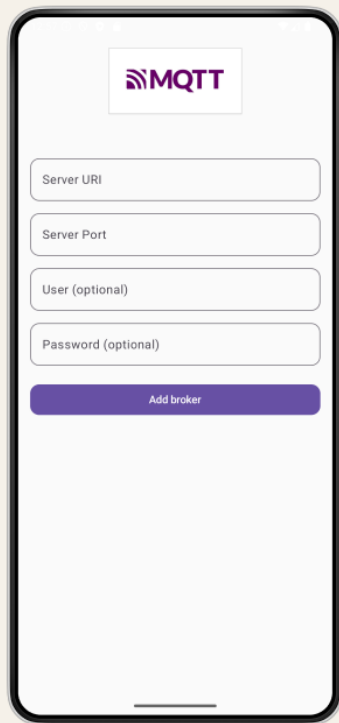 MQTT
Server URI
Server Port
User (optional)
Password (optional)
Add broker